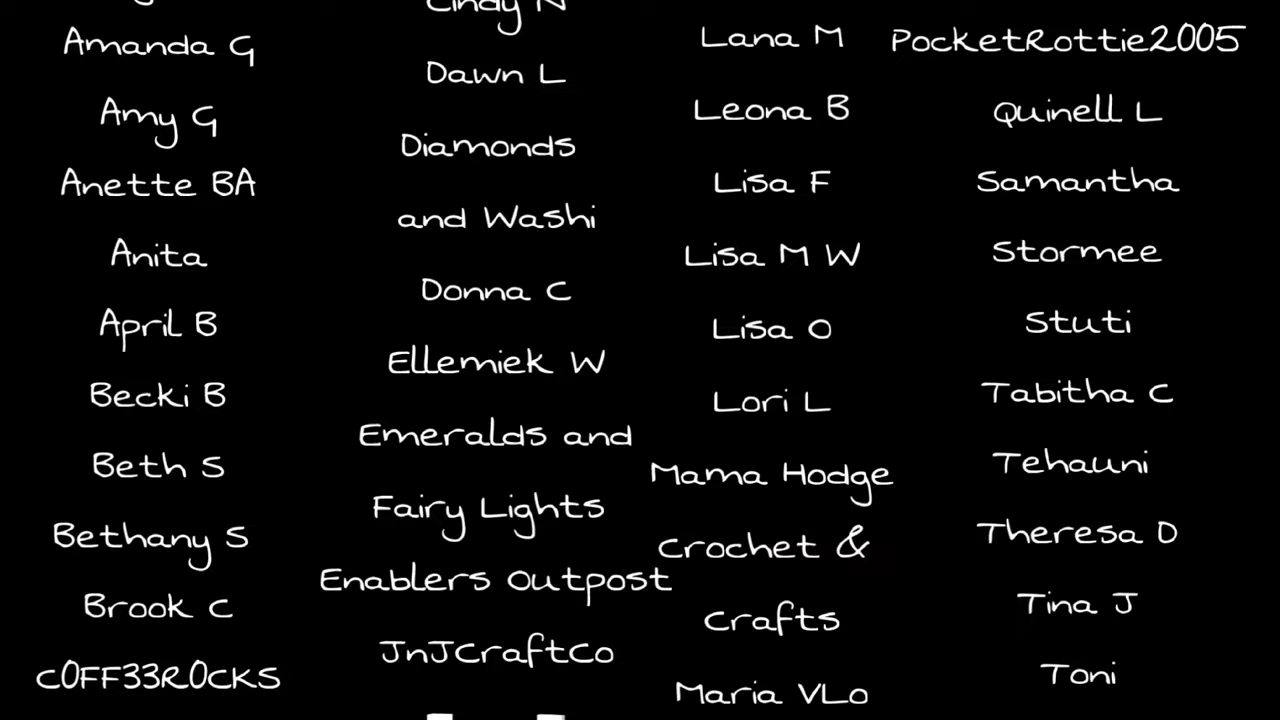 Amanda G
Amy G
Anette BA
Anita
April B
Becki B
Beth S
Bethany S
Brook C
C0FF33R0CKS
Cindy N
Dawn L
Diamonds
and Washi
Donna C
Ellemiek W
Emeralds and
Fairy Lights
Enablers Outpost
JnJCraftCo
Lana M
Leona B
Lisa F
Lisa M W
Lisa O
Lori L
Mama Hodge
Crochet &
Crafts
Maria VLo
PocketRottie2005
Quinell L
Samantha
Stormee
Stuti
Tabitha C
Tehauni
Theresa D
Tina J
Toni